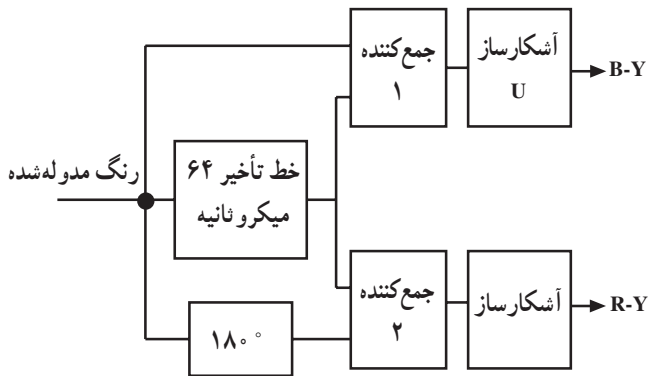 جمع‌کننده
۱
آشکارساز
U
B-Y
رنگ مدوله‌شده
خط تأخیر ۶۴
میکروثانیه
جمع‌کننده
۲
آشکارساز
R-Y
۱۸۰°